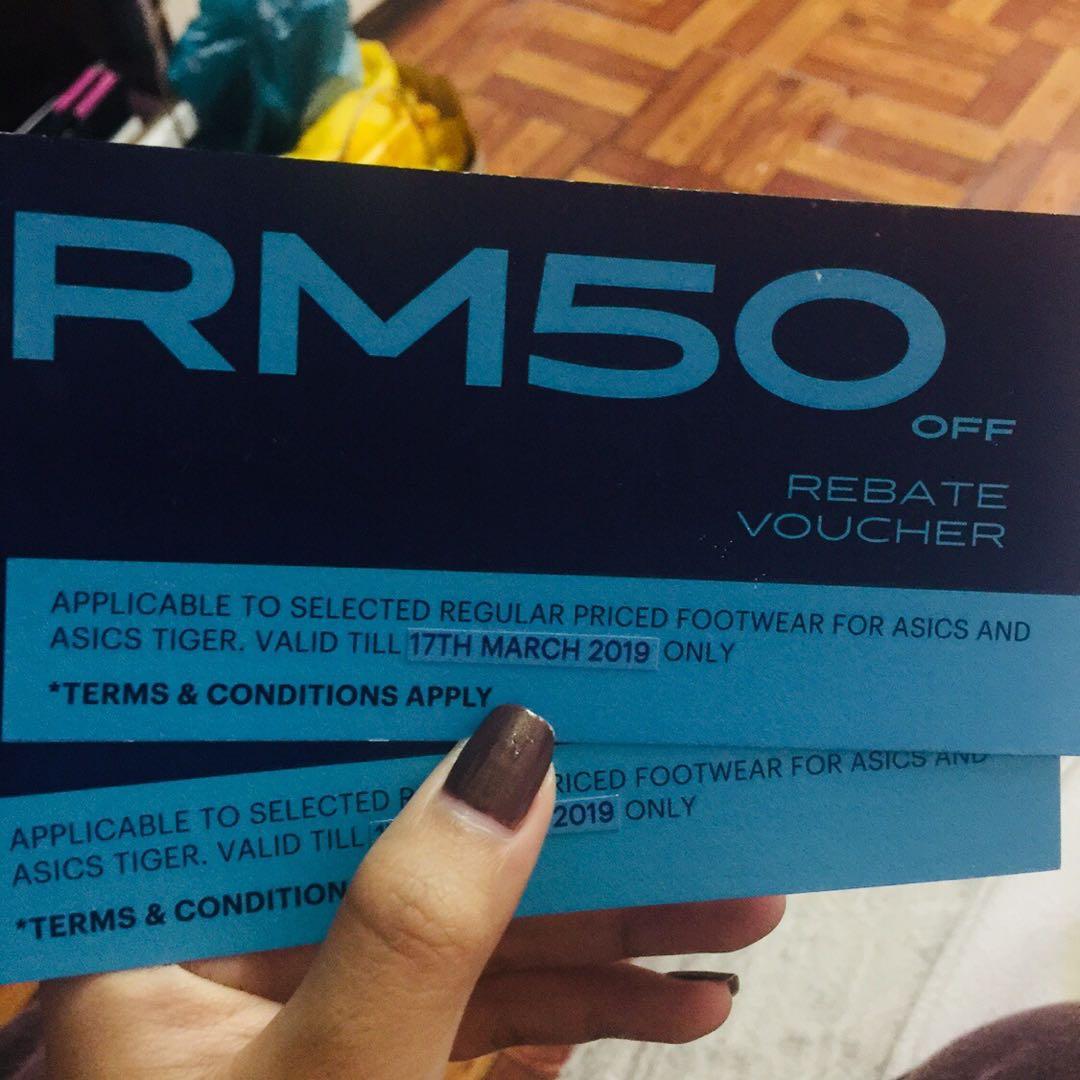 RM50
OFF
REBATE
VOUCHER
APPLICABLE TO SELECTED REGULAR PRICED FOOTWEAR FOR ASICS AND
ASICS TIGER. VALID TILL 17TH MARCH 2019 ONLY
*TERMS & CONDITIONS APPLY
APPLICABLE TO SELECTED FOOTWEAR FOR ASICS AND
ASICS TIGER. VALID TILL 2019 ONLY
*TERMS &